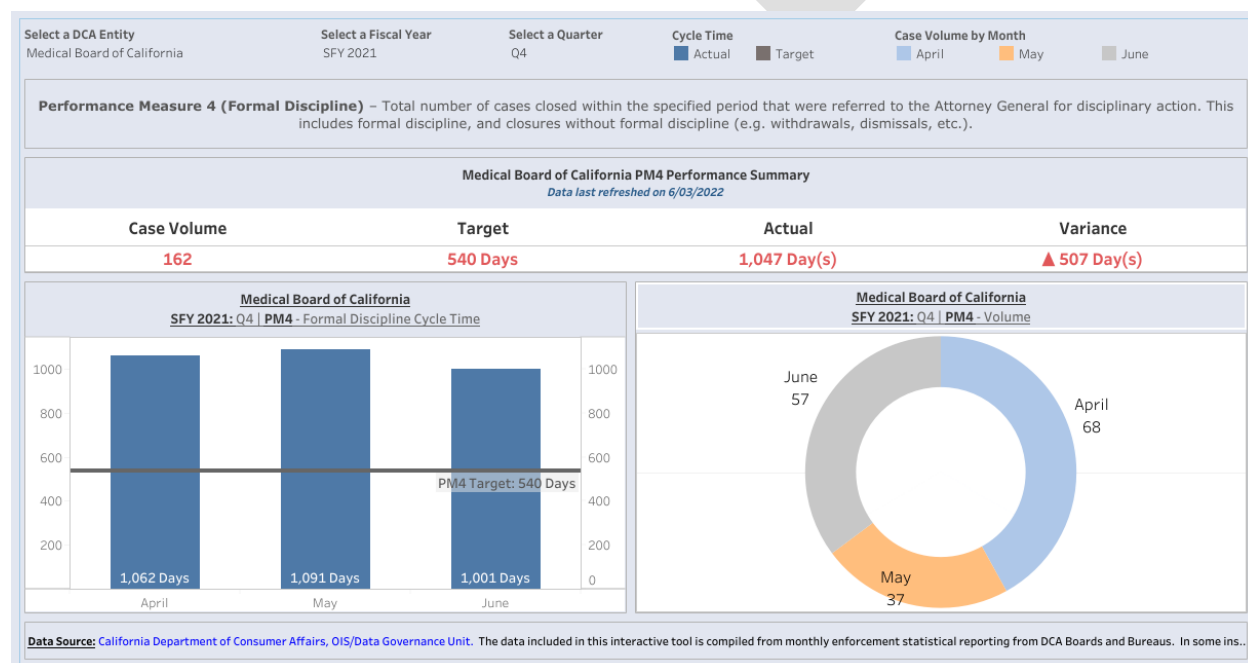 Select a DCA Entity
Medical Board of California
Select a Fiscal Year
SFY 2021
Select a Quarter
Q4
Cycle Time
Actual
Target
Case Volume by Month
April
May
June
Performance Measure 4 (Formal Discipline) – Total number of cases closed within the specified period that were referred to the Attorney General for disciplinary action. This
includes formal discipline, and closures without formal discipline (e.g. withdrawals, dismissals, etc.).
Medical Board of California PM4 Performance Summary
Data last refreshed on 6/03/2022
Case Volume
Target
Actual
Variance
162
540 Days
1,047 Day(s)
▲ 507 Day(s)
Medical Board of California
SFY 2021: Q4 | PM4 - Formal Discipline Cycle Time
1000
800
600
400
200
1000
800
600
400
200
0
PM4 Target: 540 Days
1,062 Days
1,091 Days
1,001 Days
April
May
June
Medical Board of California
SFY 2021: Q4 | PM4 - Volume
June
57
April
68
May
37
Data Source: California Department of Consumer Affairs, OIS/Data Governance Unit. The data included in this interactive tool is compiled from monthly enforcement statistical reporting from DCA Boards and Bureaus. In some ins..